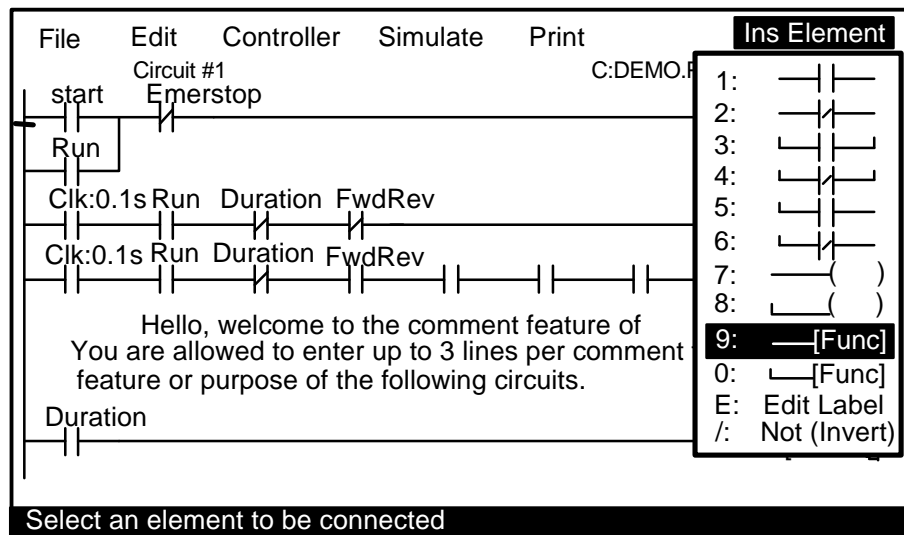 File Edit Controller Simulate Print Ins Element
Circuit #1 C:DEMO.
start Emerstop
Run
Clk:0.1s Run Duration FwdRev
Clk:0.1s Run Duration FwdRev
Hello, welcome to the comment feature of
You are allowed to enter up to 3 lines per comment
feature or purpose of the following circuits.
Duration
1:
2:
3:
4:
5:
6:
7: ( )
8: ( )
9: [Func]
0: [Func]
E: Edit Label
/: Not (Invert)
Select an element to be connected